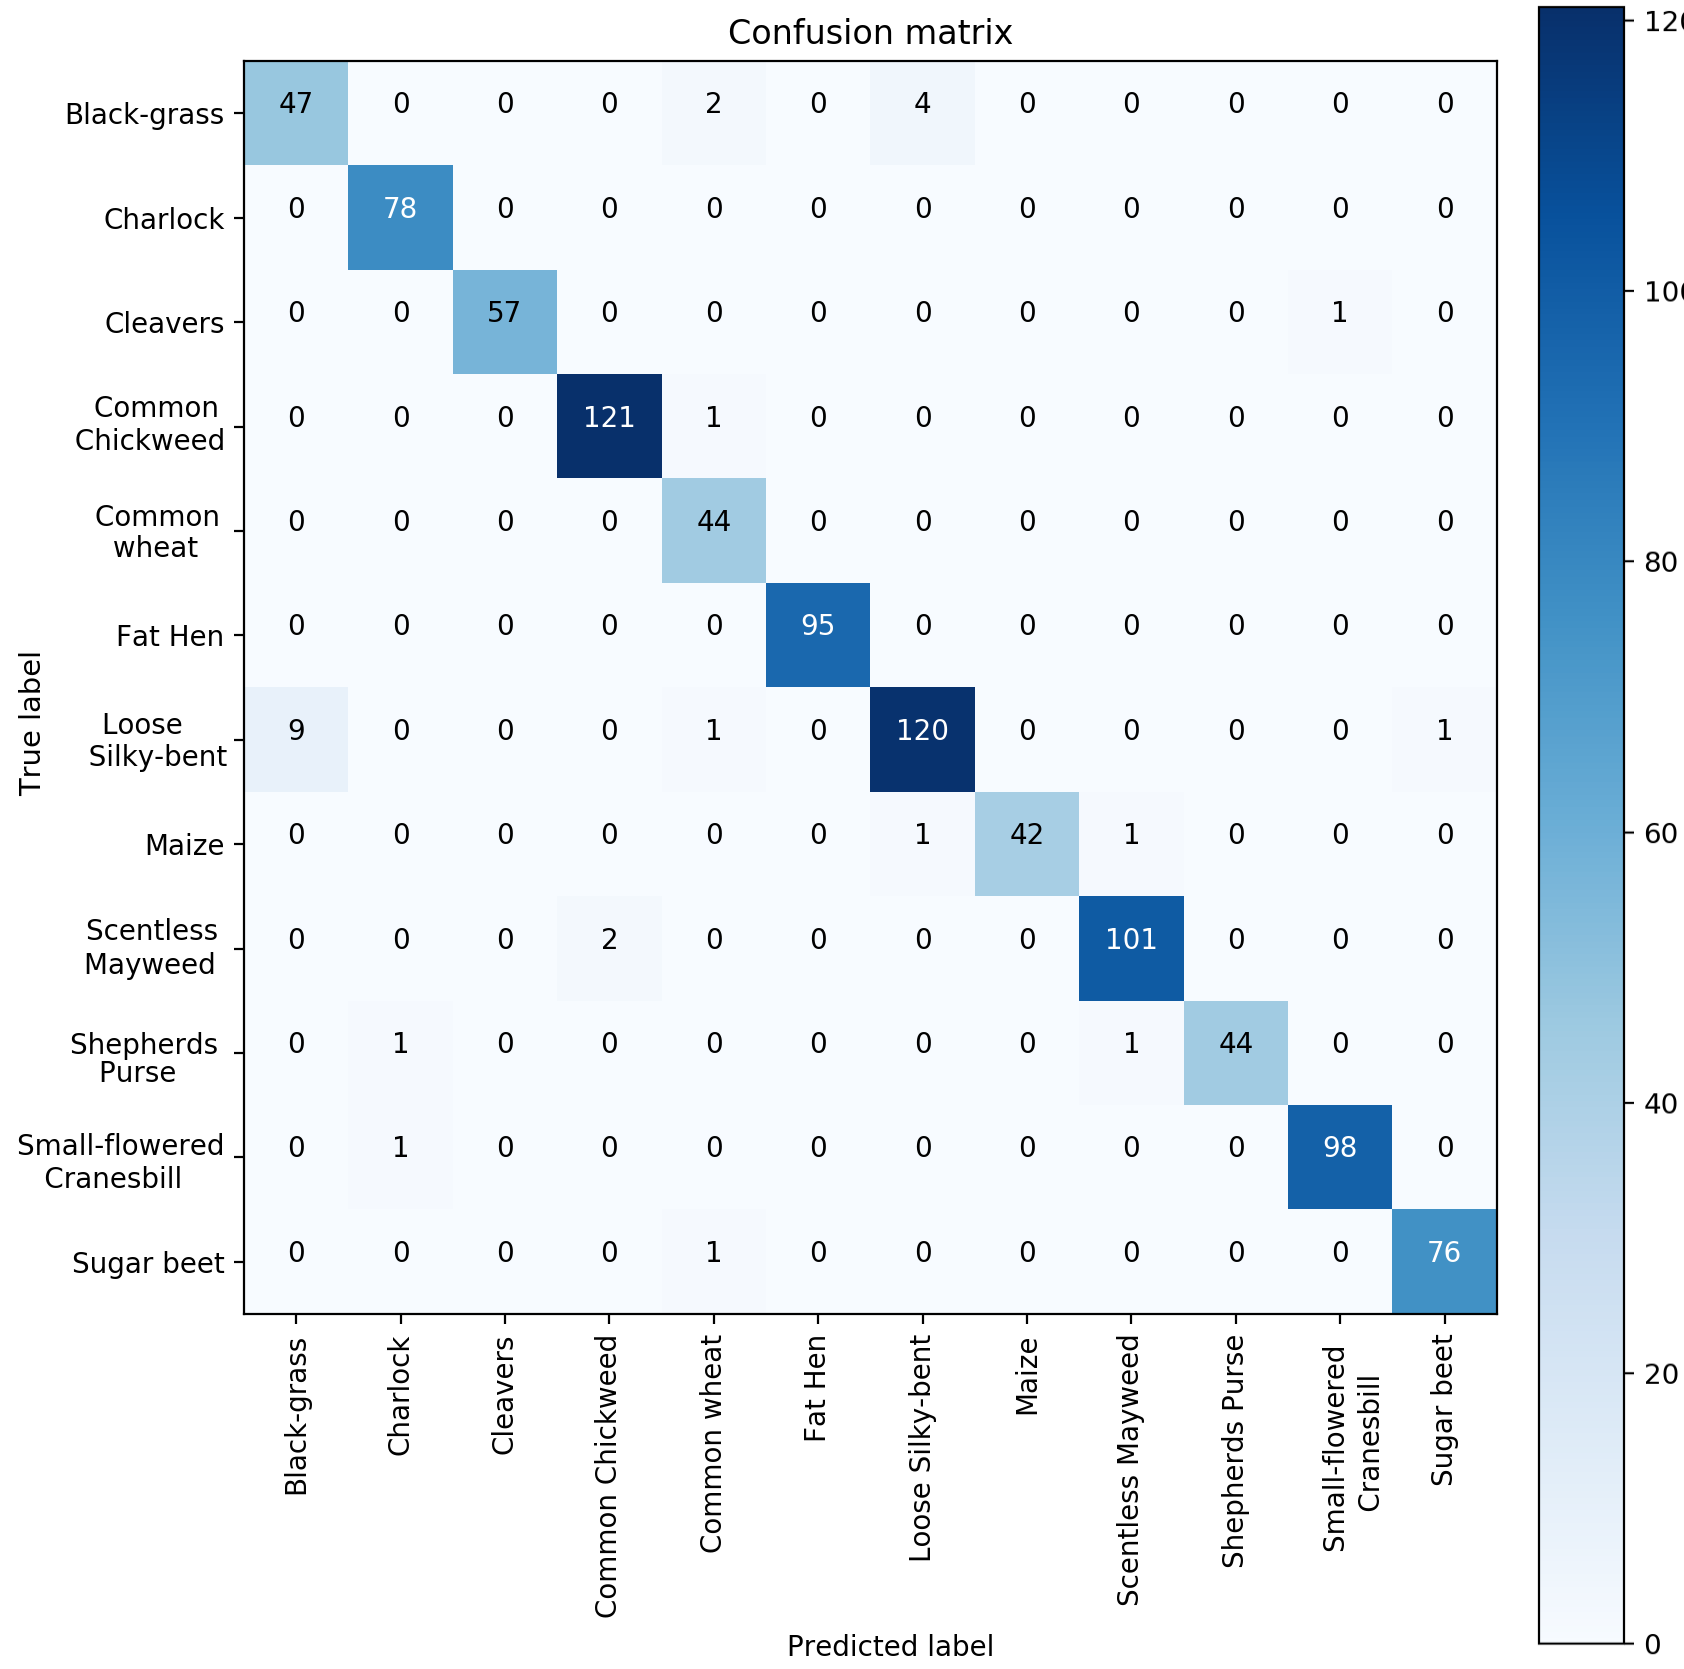 Confusion matrix
Black-grass 47 0 0 0 2 0 4 0 0 0 0 0
Charlock 0 78 0 0 0 0 0 0 0 0 0 0
Cleavers 0 0 57 0 0 0 0 0 0 0 1 0
Common
Chickweed 0 0 0 121 1 0 0 0 0 0 0 0
Common
wheat 0 0 0 0 44 0 0 0 0 0 0 0
Fat Hen 0 0 0 0 0 95 0 0 0 0 0 0
Loose
Silky-bent 9 0 0 0 1 0 120 0 0 0 0 1
Maize 0 0 0 0 0 0 1 42 1 0 0 0
Scentless
Mayweed 0 0 0 2 0 0 0 0 101 0 0 0
Shepherds
Purse 0 1 0 0 0 0 0 0 1 44 0 0
Small-flowered
Cranesbill 0 1 0 0 0 0 0 0 0 0 98 0
Sugar beet 0 0 0 0 1 0 0 0 0 0 0 76
True label
Black-grass
Charlock
Cleavers
Common Chickweed
Common wheat
Fat Hen
Loose Silky-bent
Maize
Scentless Mayweed
Shepherds Purse
Small-flowered
Cranesbill
Sugar beet
Predicted label
80
60
40
20
0